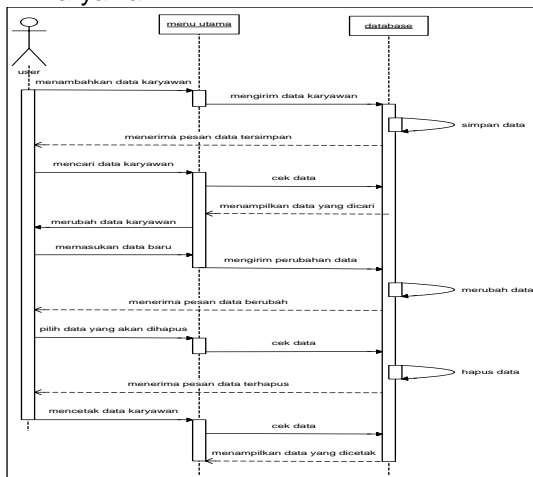 menu utama
database
user
menambahkan data karyawan
mengirim data karyawan
simpan data
menerima pesan data tersimpan
mencari data karyawan
cek data
menampilkan data yang dicari
merubah data karyawan
memasukan data baru
mengirim perubahan data
merubah data
menerima pesan data berubah
pilih data yang akan dihapus
cek data
hapus data
menerima pesan data terhapus
mencetak data karyawan
cek data
menampilkan data yang dicetak